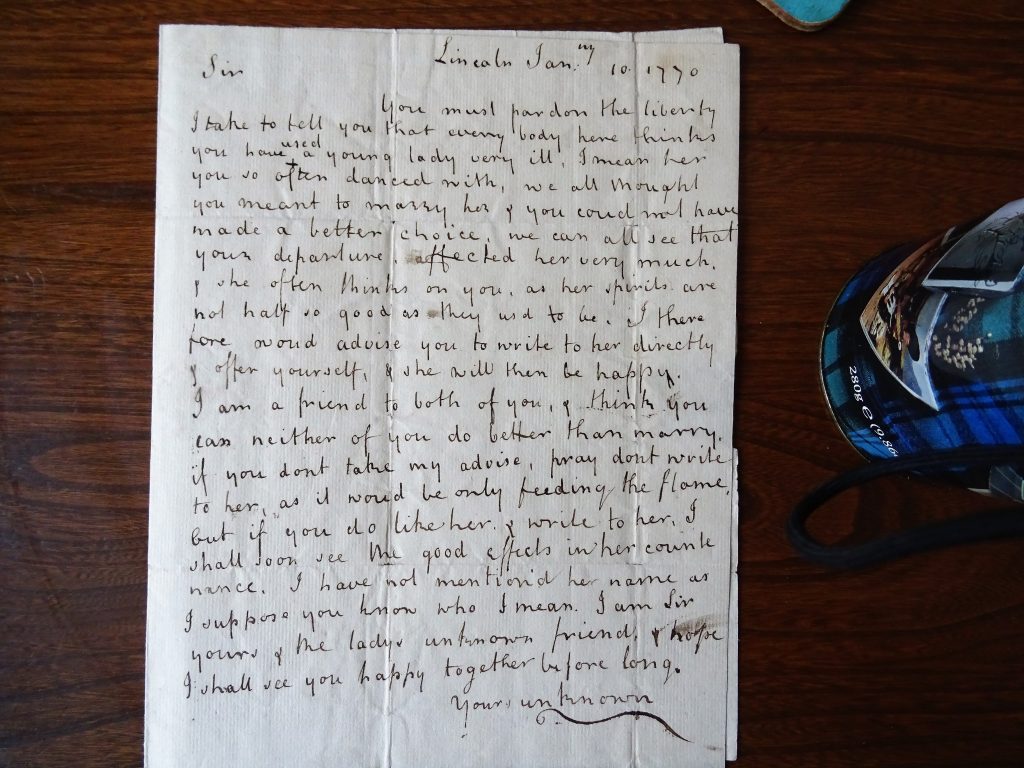 Lincoln Jan:ry 10. 1770
Sir
You must pardon the liberty
I take to tell you that every body here thinks
you have used a young lady very ill, I mean her
you so often danced with, we all thought
you meant to marry her & you coud not have
made a better choice, we can all see that
your departure affected her very much,
& she often thinks on you, as her spirits are
not half so good as they usd to be. I there
fore woud advise you to write to her directly
& offer yourself, & she will then be happy.
I am a friend to both of you, & think you
can neither of you do better than marry,
if you dont take my advise, pray dont write
to her, as it woud be only feeding the flame,
but if you do like her, & write to her, I
shall soon see the good effects in her counte
nance. I have not mention'd her name as
I suppose you know who I mean. I am Sir
yours & the ladys unknown friend, & hope
I shall see you happy together before long.
Yours unknown
280g e (9.86